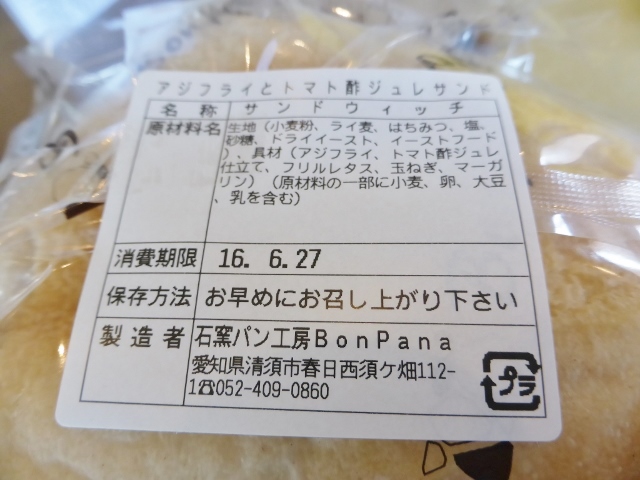 アジフライとトマト酢ジュレサンド
名称 サンドウィッチ
原材料名 生地（小麦粉、ライ麦、はちみつ、塩、
砂糖、ドライイースト、イーストフード
）、具材（アジフライ、トマト酢ジュレ
仕立て、フリルレタス、玉ねぎ、マーガ
リン）（原材料の一部に小麦、卵、大豆
、乳を含む）
消費期限 16. 6.27
保存方法 お早めにお召し上がり下さい
製造者 石窯パン工房BonPana
愛知県清須市春日西須ケ畑112-
1☎052-409-0860
プラ